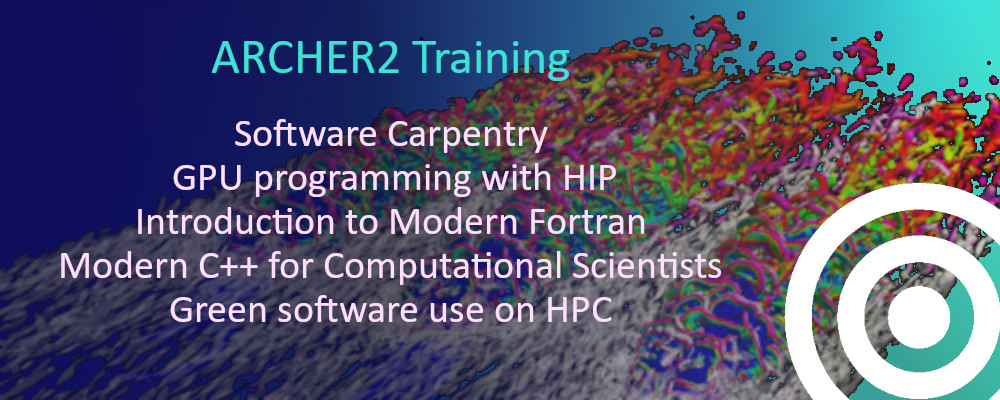 ARCHER2 Training
Software Carpentry
GPU programming with HIP
Introduction to Modern Fortran
Modern C++ for Computational Scientists
Green software use on HPC